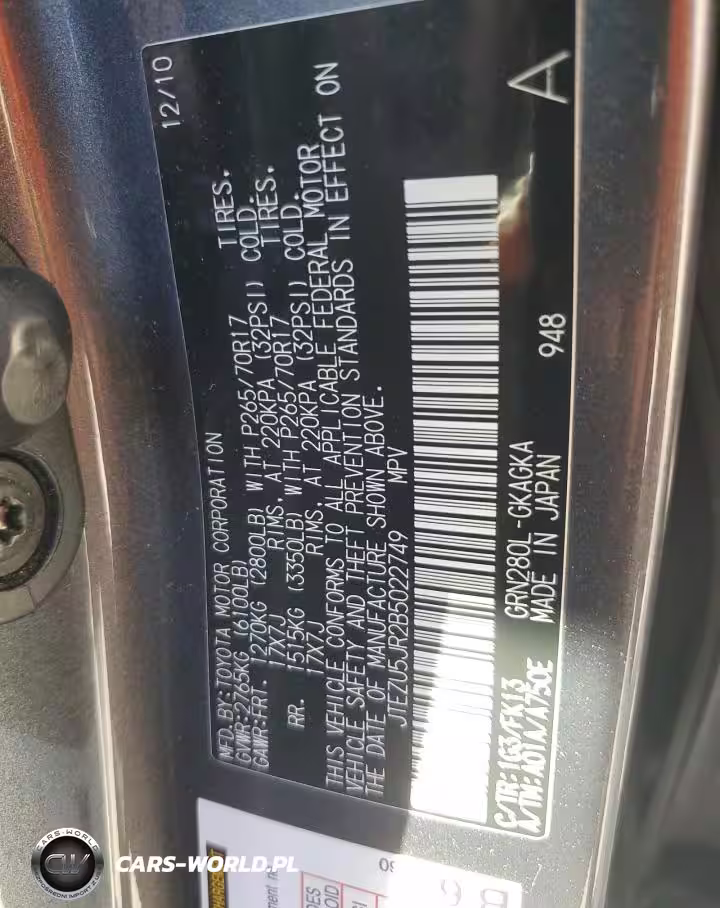 12/10
MFD. BY: TOYOTA MOTOR CORPORATION
GVWR: 2765KG (6100LB)
GAWR: FRT. 1270KG (2800LB) WITH P265/70R17 TIRES.
17X7J RIMS, AT 220KPA (32PSI) COLD.
RR. 1515KG (3350LB) WITH P265/70R17 TIRES.
17X7J RIMS, AT 220KPA (32PSI) COLD.
THIS VEHICLE CONFORMS TO ALL APPLICABLE FEDERAL MOTOR
VEHICLE SAFETY AND THEFT PREVENTION STANDARDS IN EFFECT ON
THE DATE OF MANUFACTURE SHOWN ABOVE.
JTEZU5JR2B5022749 MPV
C/TR: 1G3/FK13 GRN280L-GKAGKA
A/TM: A01A/A750E MADE IN JAPAN 948
A
CARS-WORLD
CW
CARS-WORLD.PL